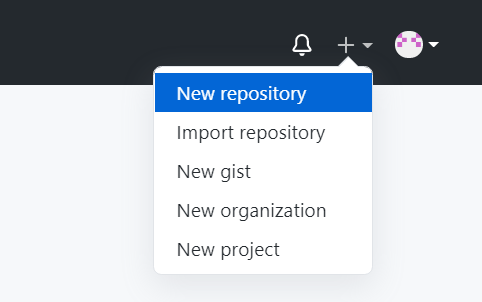 New repository
Import repository
New gist
New organization
New project